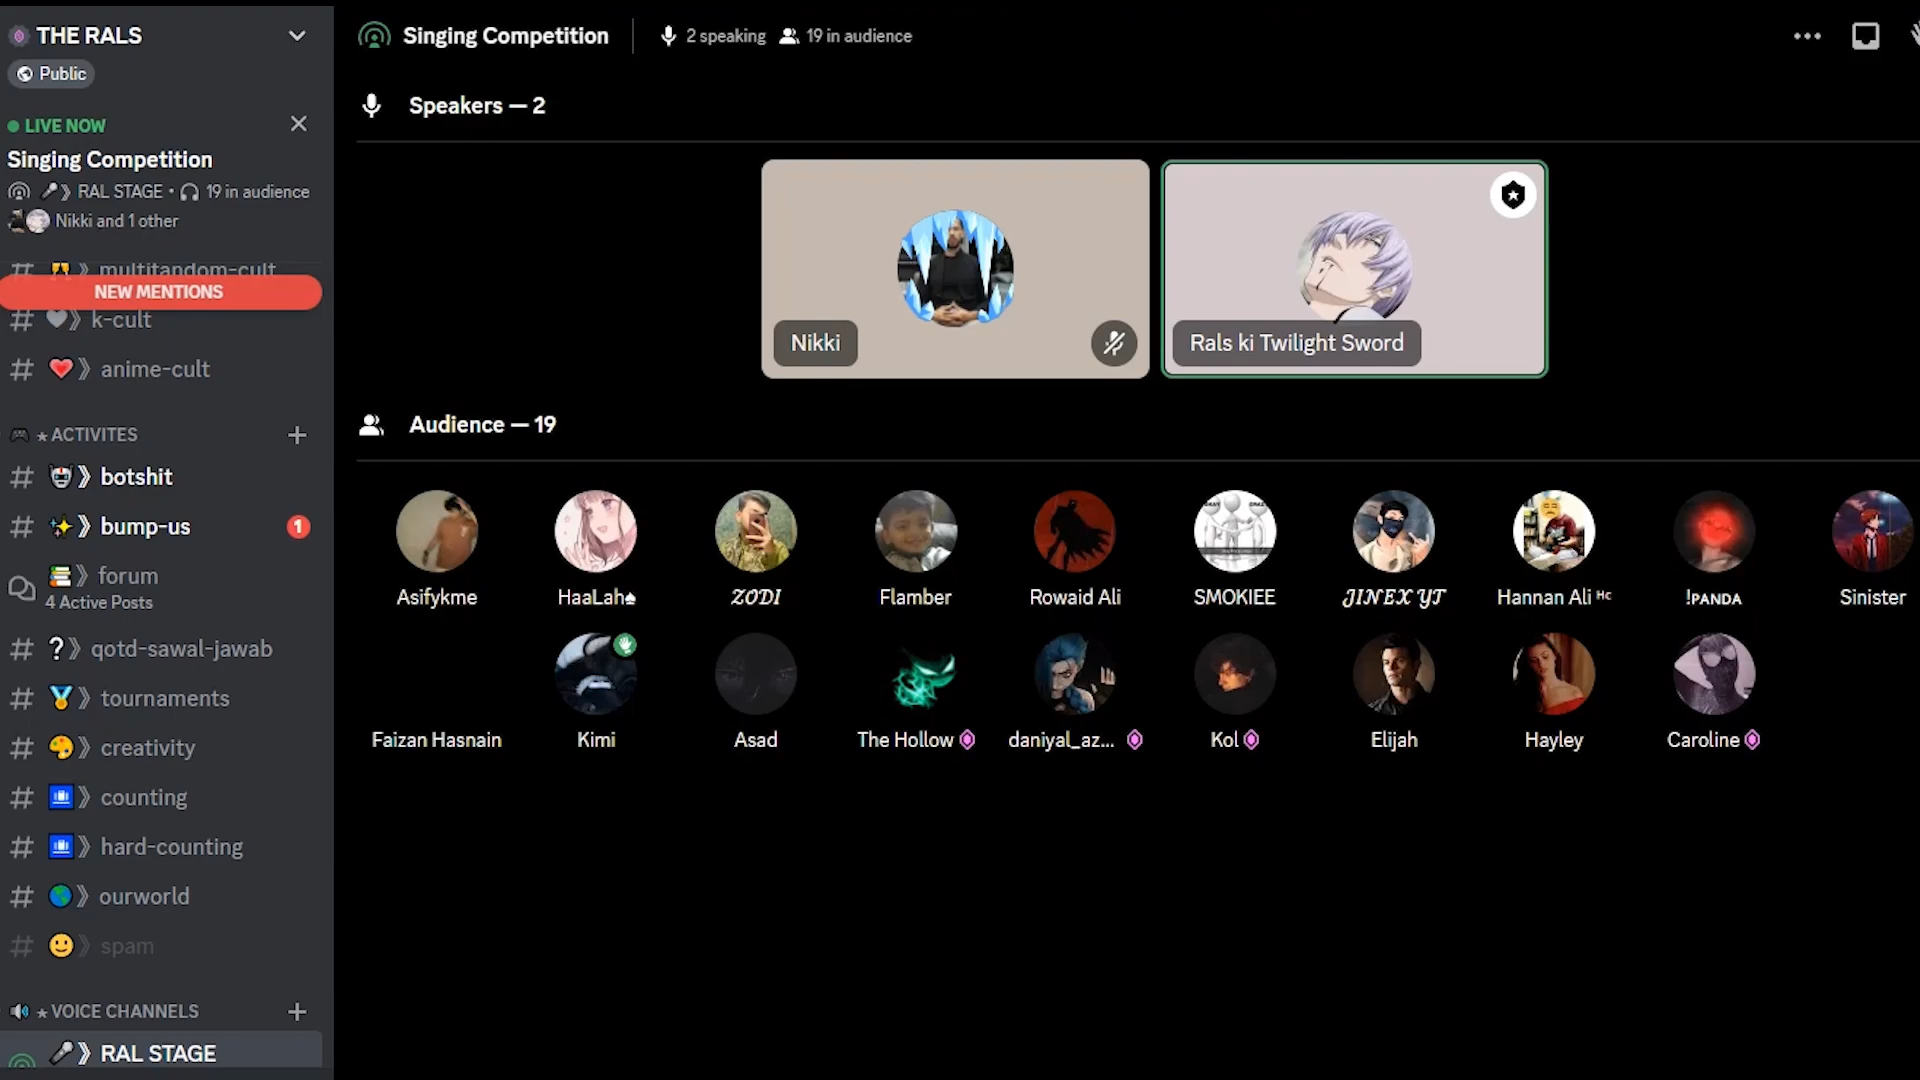 THE RALS
Public
LIVE NOW
Singing Competition
RAL STAGE • 19 in audience
Nikki and 1 other
NEW MENTIONS
k-cult
anime-cult
ACTIVITES
botshit
bump-us
1
forum
4 Active Posts
qotd-sawal-jawab
tournaments
creativity
counting
hard-counting
ourworld
spam
VOICE CHANNELS
RAL STAGE
Singing Competition
2 speaking 19 in audience
Speakers — 2
Nikki
Rals ki Twilight Sword
Audience — 19
Asifykme HaaLah♠ ZODI Flamber Rowaid Ali SMOKIEE JINEX YT Hannan Ali ᴴᶜ !PANDA Sinister
Faizan Hasnain Kimi Asad The Hollow daniyal_az... Kol Elijah Hayley Caroline